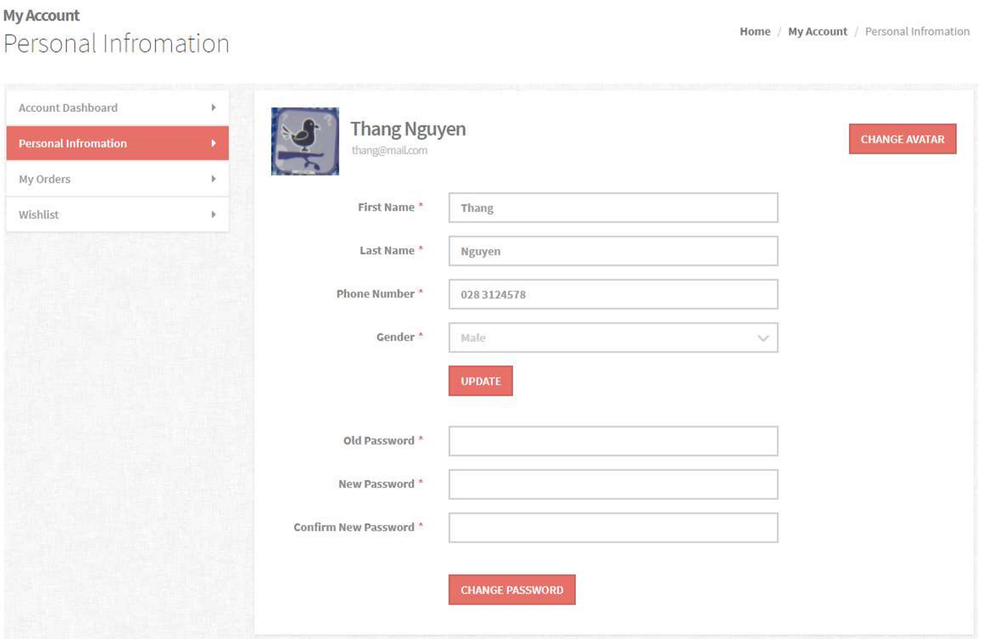 My Account
Personal Infromation
Home / My Account / Personal Infromation
Account Dashboard
Personal Infromation
My Orders
Wishlist
Thang Nguyen
thang@mail.com
CHANGE AVATAR
First Name *
Thang
Last Name *
Nguyen
Phone Number *
028 3124578
Gender *
Male
UPDATE
Old Password *
New Password *
Confirm New Password *
CHANGE PASSWORD